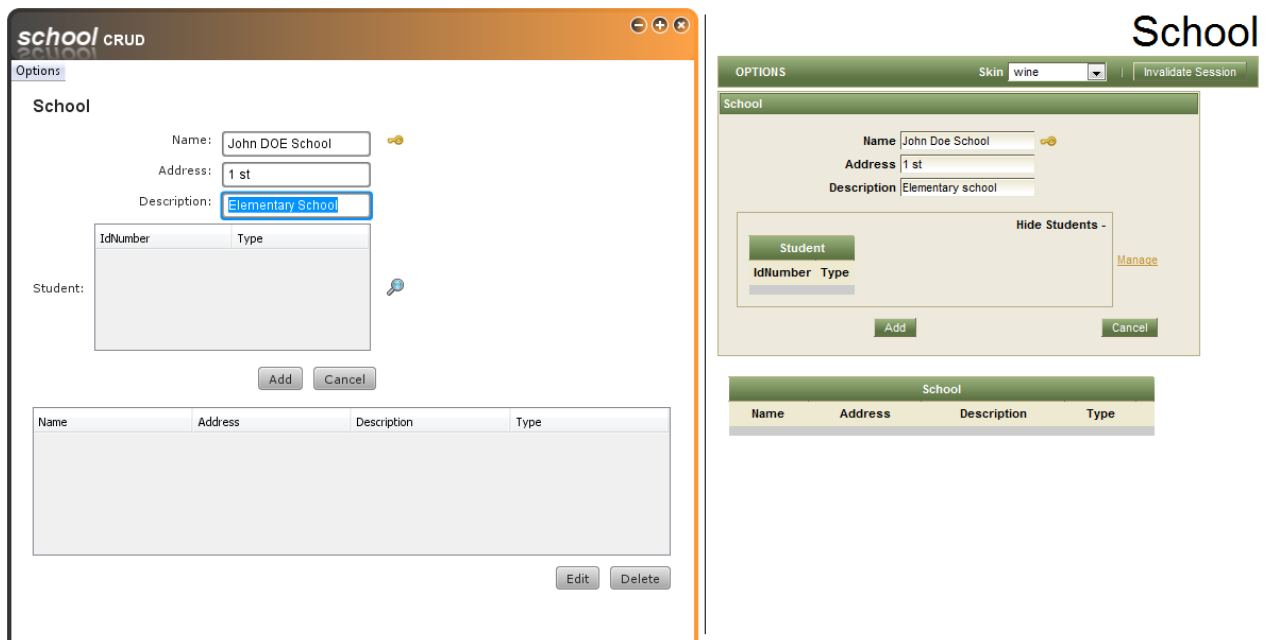 school CRUD
Options
School
Name: John DOE School
Address: 1 st
Description: Elementary School
IdNumber Type
Student:
Add Cancel
Name Address Description Type
Edit Delete
School
OPTIONS Skin wine | Invalidate Session
School
Name John Doe School
Address 1 st
Description Elementary school
Hide Students -
Student
IdNumber Type
Manage
Add Cancel
School
Name Address Description Type